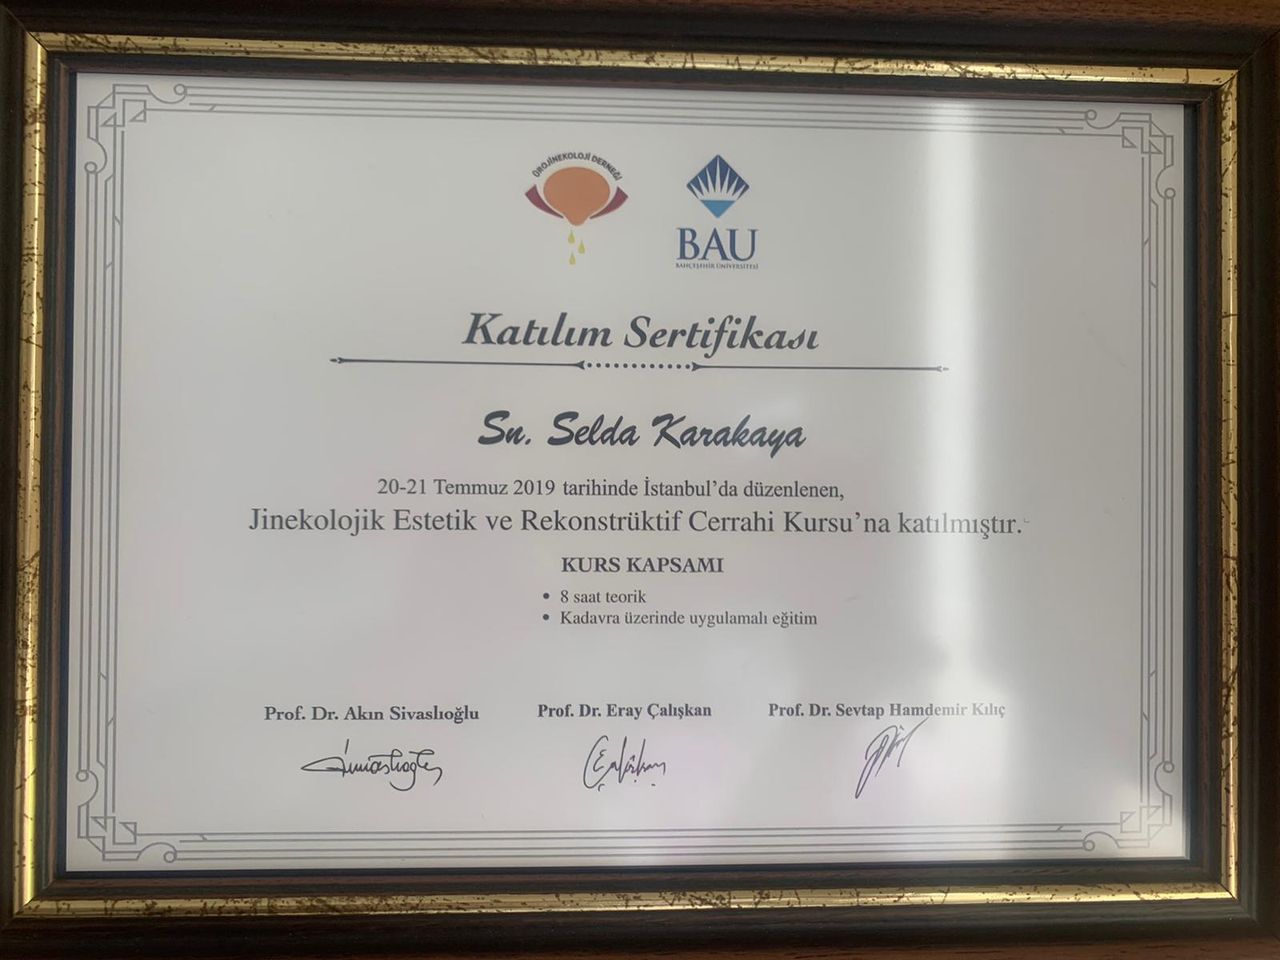 ÜROJİNEKOLOJİ DERNEĞİ
BAU
BAHÇEŞEHİR ÜNİVERSİTESİ
Katılım Sertifikası
Sn. Selda Karakaya
20-21 Temmuz 2019 tarihinde İstanbul'da düzenlenen,
Jinekolojik Estetik ve Rekonstrüktif Cerrahi Kursu'na katılmıştır.
KURS KAPSAMI
• 8 saat teorik
• Kadavra üzerinde uygulamalı eğitim
Prof. Dr. Akın Sivaslıoğlu
Prof. Dr. Eray Çalışkan
Prof. Dr. Sevtap Hamdemir Kılıç